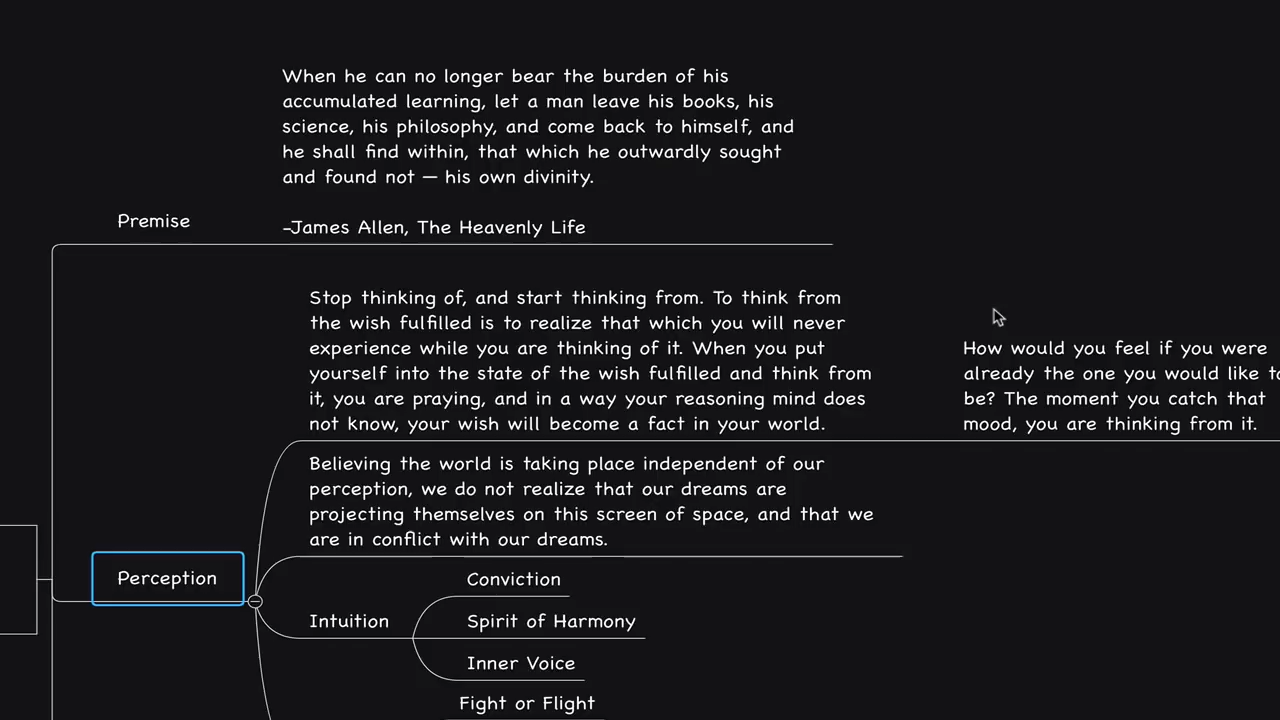 When he can no longer bear the burden of his
accumulated learning, let a man leave his books, his
science, his philosophy, and come back to himself, and
he shall find within, that which he outwardly sought
and found not — his own divinity.
Premise
–James Allen, The Heavenly Life
Stop thinking of, and start thinking from. To think from
the wish fulfilled is to realize that which you will never
experience while you are thinking of it. When you put
yourself into the state of the wish fulfilled and think from
it, you are praying, and in a way your reasoning mind does
not know, your wish will become a fact in your world.
How would you feel if you were
already the one you would like to
be? The moment you catch that
mood, you are thinking from it.
Believing the world is taking place independent of our
perception, we do not realize that our dreams are
projecting themselves on this screen of space, and that we
are in conflict with our dreams.
Perception
Conviction
Intuition
Spirit of Harmony
Inner Voice
Fight or Flight